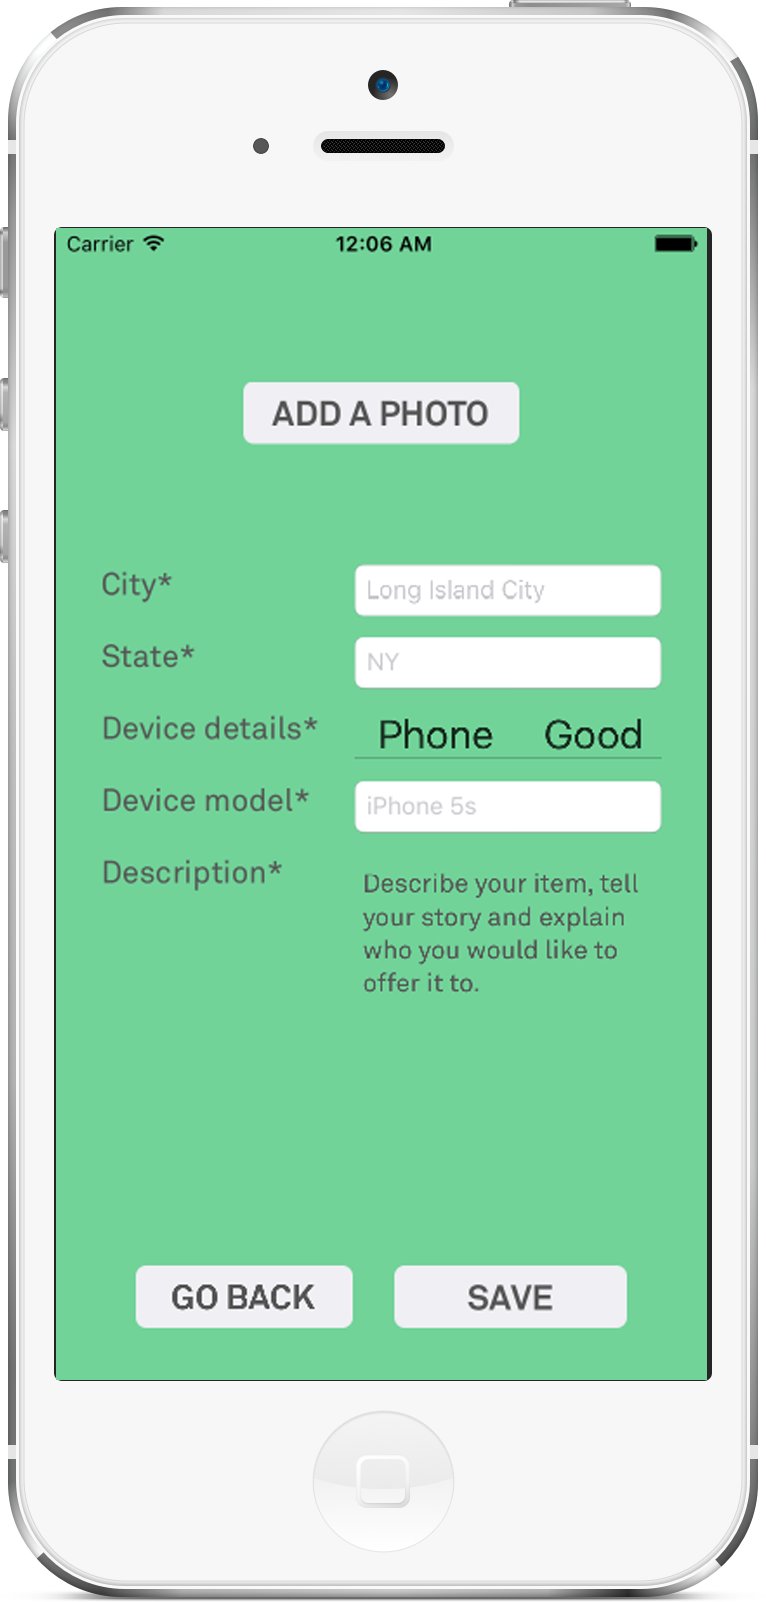 Carrier 12:06 AM
ADD A PHOTO
City* Long Island City
State* NY
Device details* Phone Good
Device model* iPhone 5s
Description* Describe your item, tell
your story and explain
who you would like to
offer it to.
GO BACK SAVE